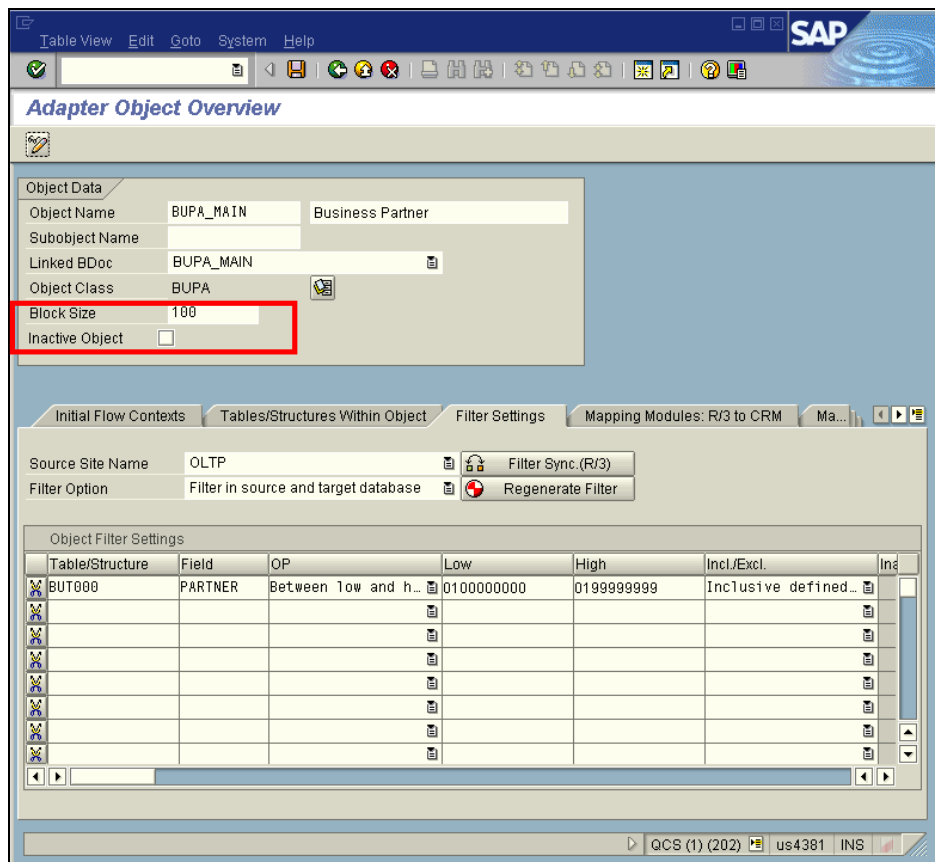 Table View Edit Goto System Help
SAP
Adapter Object Overview
Object Data
Object Name BUPA_MAIN Business Partner
Subobject Name
Linked BDoc BUPA_MAIN
Object Class BUPA
Block Size 100
Inactive Object
Initial Flow Contexts Tables/Structures Within Object Filter Settings Mapping Modules: R/3 to CRM Ma...
Source Site Name OLTP Filter Sync.(R/3)
Filter Option Filter in source and target database Regenerate Filter
Object Filter Settings
Table/Structure Field OP Low High Incl./Excl. Ina
BUT000 PARTNER Between low and h… 0100000000 0199999999 Inclusive defined…
QCS (1) (202) us4381 INS